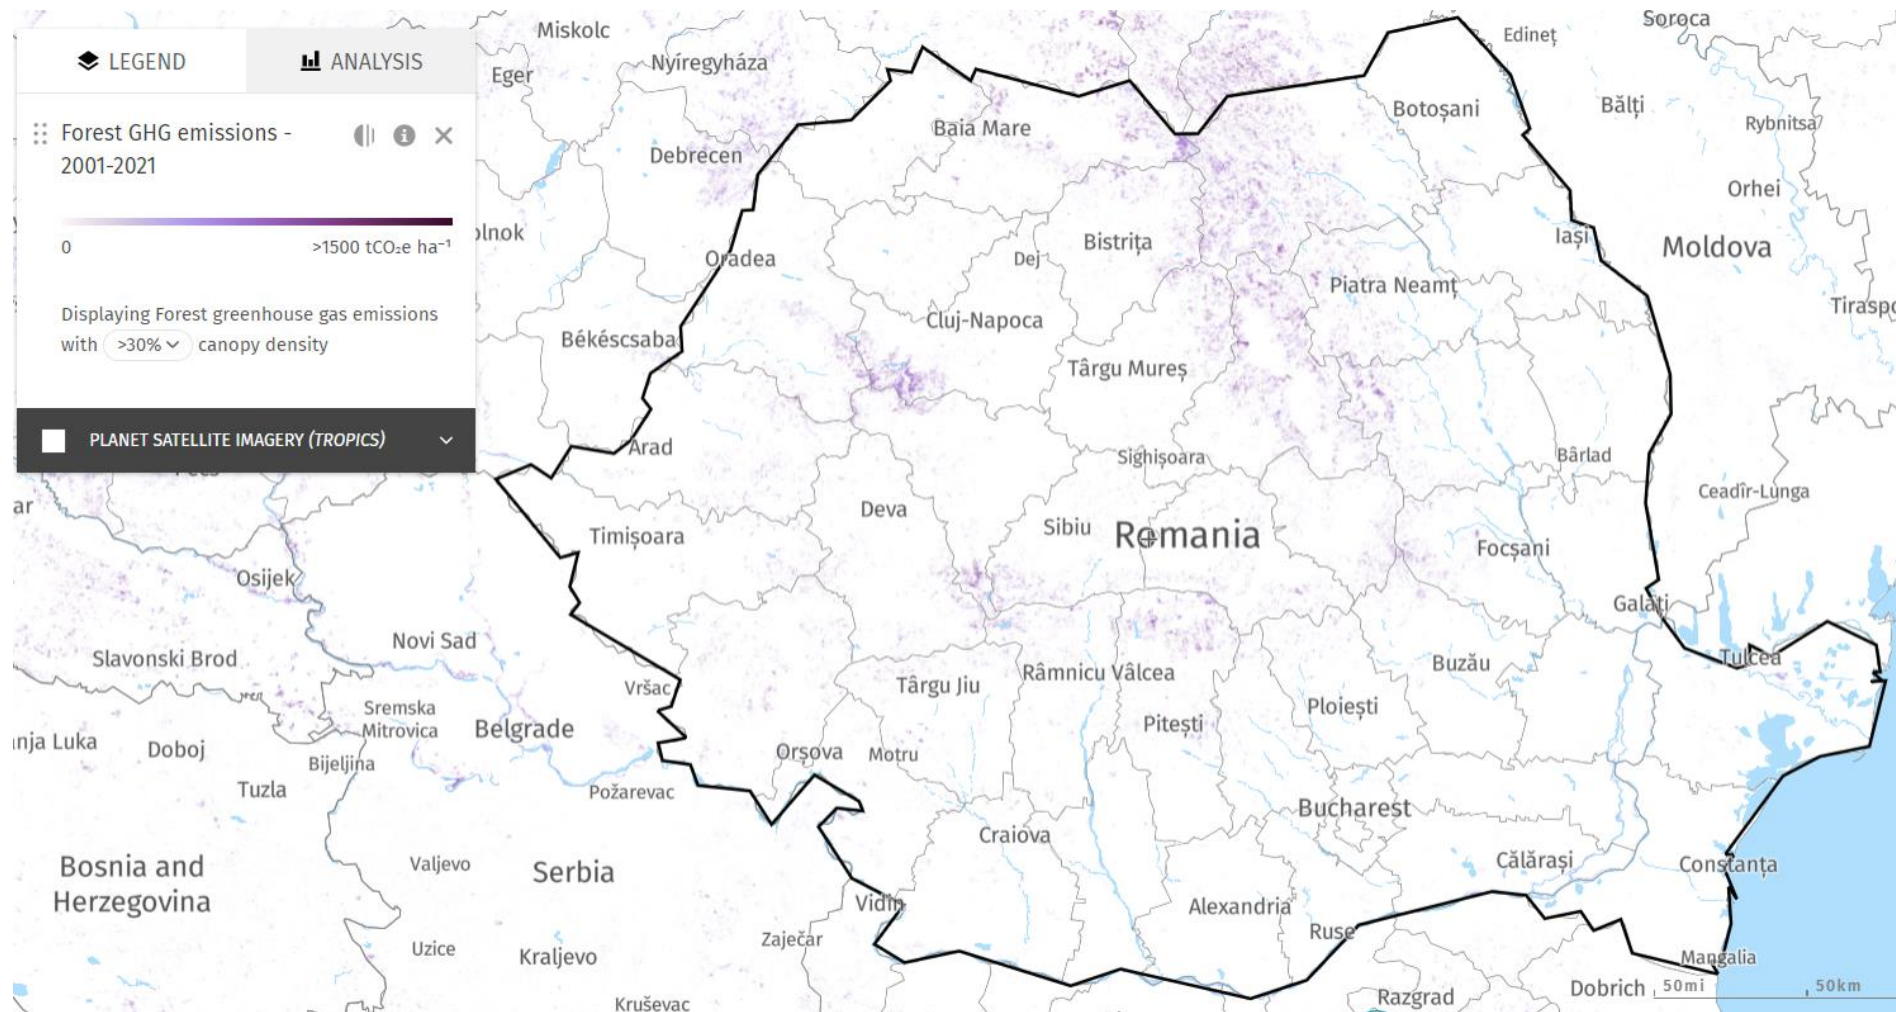 LEGEND
ANALYSIS
Forest GHG emissions -
2001-2021
0
>1500 tCO₂e ha⁻¹
Displaying Forest greenhouse gas emissions
with >30% canopy density
PLANET SATELLITE IMAGERY (TROPICS)
Miskolc
Soroca
Edineț
Nyíregyháza
Eger
Botoșani
Bălți
Rybnitsa
Baia Mare
Debrecen
Orhei
Iași
Moldova
Bistrița
Oradea
Dej
Piatra Neamț
Cluj-Napoca
Békéscsaba
Târgu Mureș
Arad
Sighișoara
Bârlad
Ceadîr-Lunga
Deva
Sibiu
Romania
Timișoara
Focșani
Osijek
Galați
Novi Sad
Slavonski Brod
Tulcea
Buzău
Râmnicu Vâlcea
Târgu Jiu
Vršac
Sremska
Mitrovica
Ploiești
Pitești
Belgrade
Doboj
Orșova
Motru
Bijeljina
Tuzla
Požarevac
Bucharest
Craiova
Călărași
Constanța
Bosnia and
Herzegovina
Valjevo
Serbia
Vidin
Alexandria
Ruse
Zaječar
Uzice
Kraljevo
Mangalia
Dobrich
50mi
50km
Razgrad
Kruševac